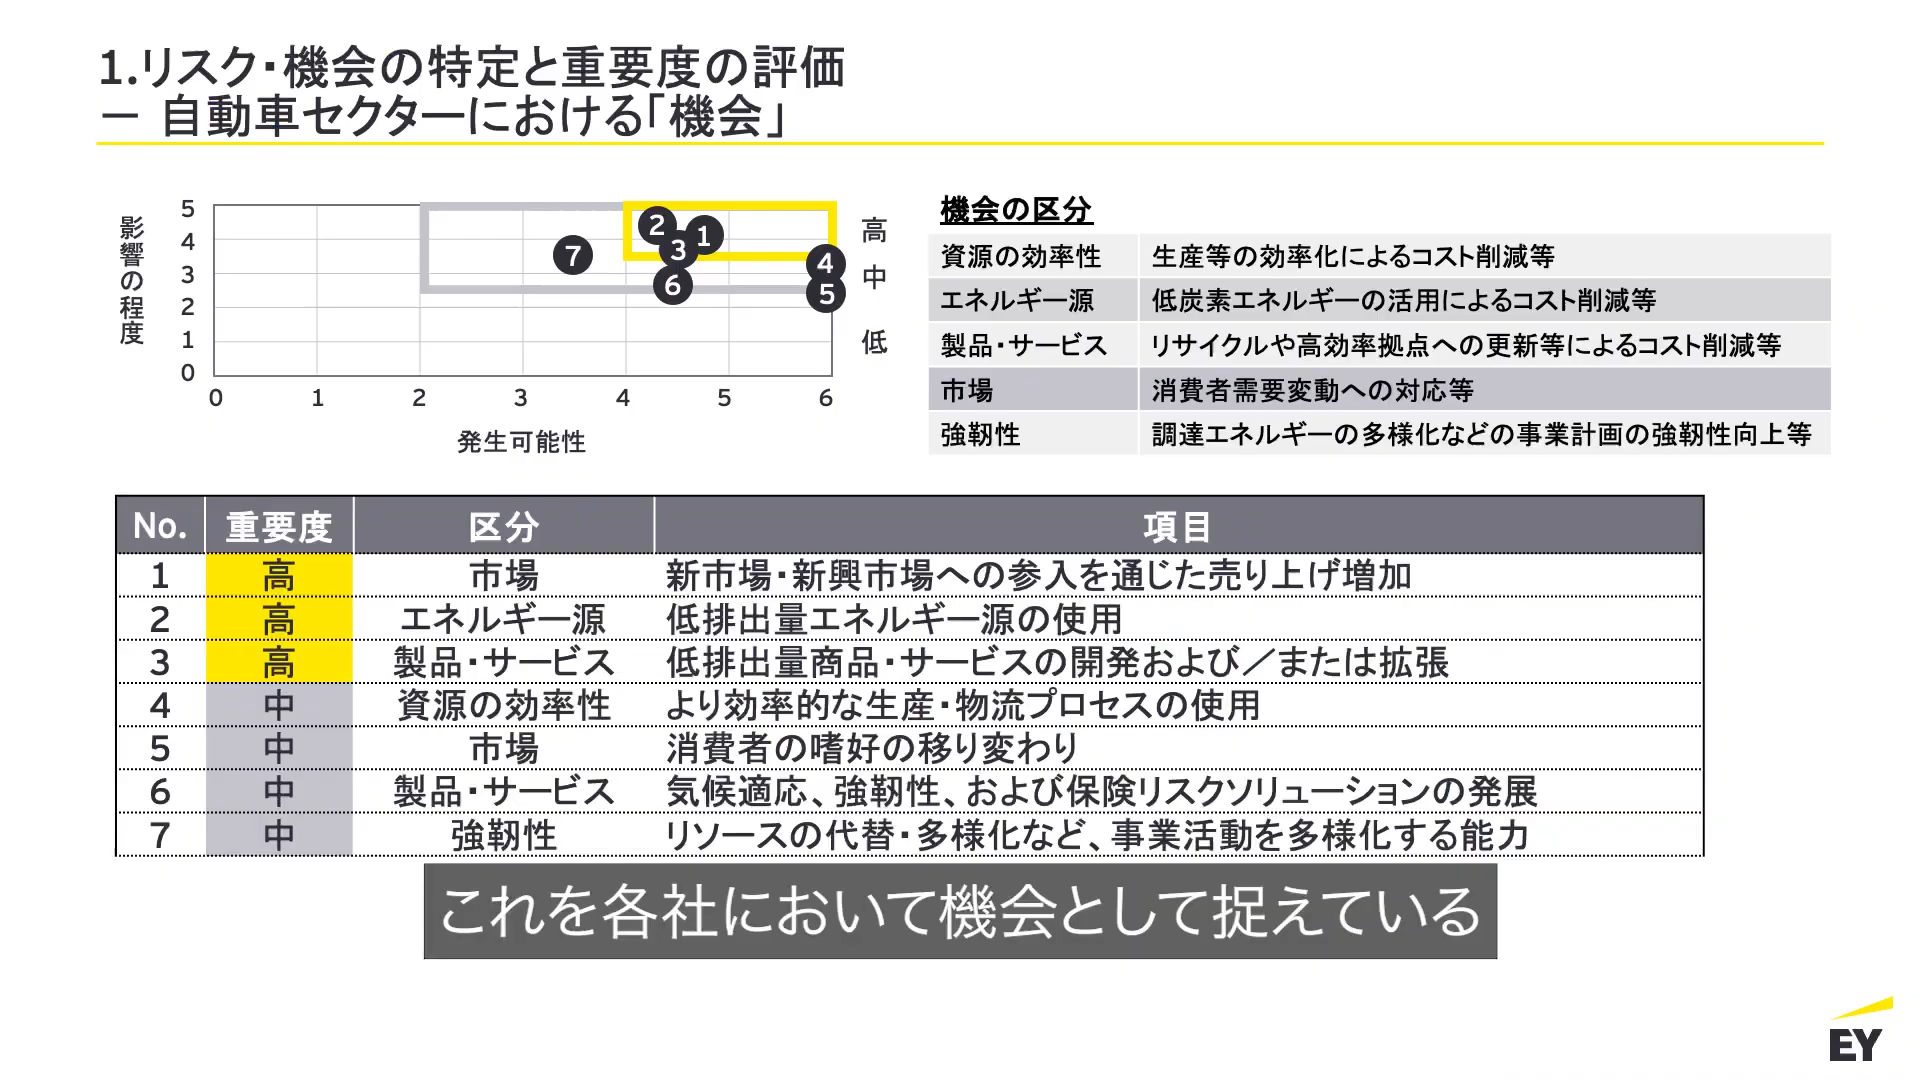 1.リスク・機会の特定と重要度の評価
－ 自動車セクターにおける「機会」
影響の程度
5
4
3
2
1
0
0 1 2 3 4 5 6
発生可能性
2 1 3 7 4 6 5
高
中
低
機会の区分
資源の効率性 生産等の効率化によるコスト削減等
エネルギー源 低炭素エネルギーの活用によるコスト削減等
製品・サービス リサイクルや高効率拠点への更新等によるコスト削減等
市場 消費者需要変動への対応等
強靭性 調達エネルギーの多様化などの事業計画の強靭性向上等
No. 重要度 区分 項目
1 高 市場 新市場・新興市場への参入を通じた売り上げ増加
2 高 エネルギー源 低排出量エネルギー源の使用
3 高 製品・サービス 低排出量商品・サービスの開発および／または拡張
4 中 資源の効率性 より効率的な生産・物流プロセスの使用
5 中 市場 消費者の嗜好の移り変わり
6 中 製品・サービス 気候適応、強靭性、および保険リスクソリューションの発展
7 中 強靭性 リソースの代替・多様化など、事業活動を多様化する能力
これを各社において機会として捉えている
EY